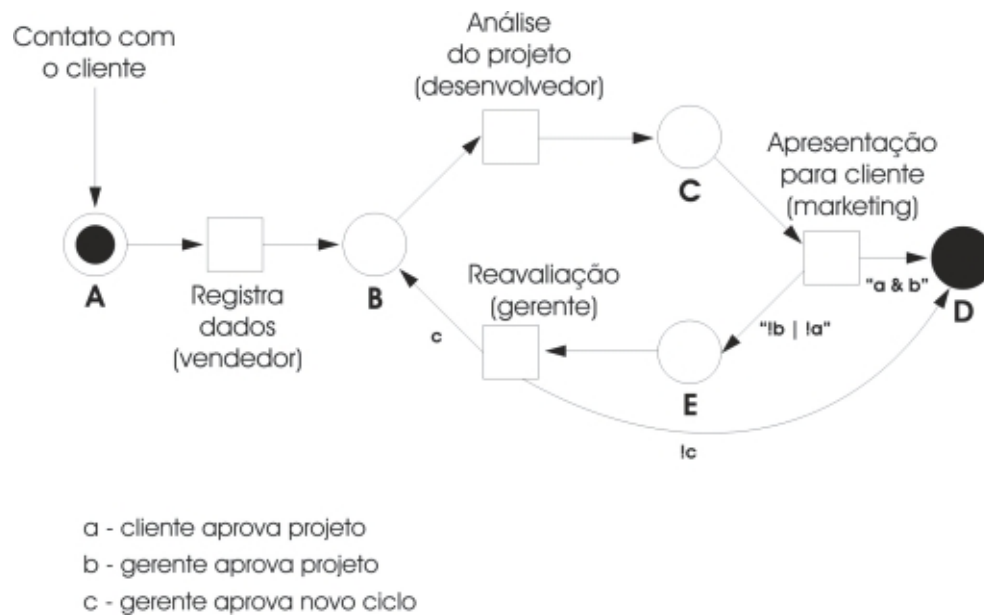 Contato com
o cliente
Análise
do projeto
(desenvolvedor)
C
Apresentação
para cliente
(marketing)
A
Registra
dados
(vendedor)
B
Reavaliação
(gerente)
c
"!b | !a"
"a & b"
D
E
!c
a - cliente aprova projeto
b - gerente aprova projeto
c - gerente aprova novo ciclo